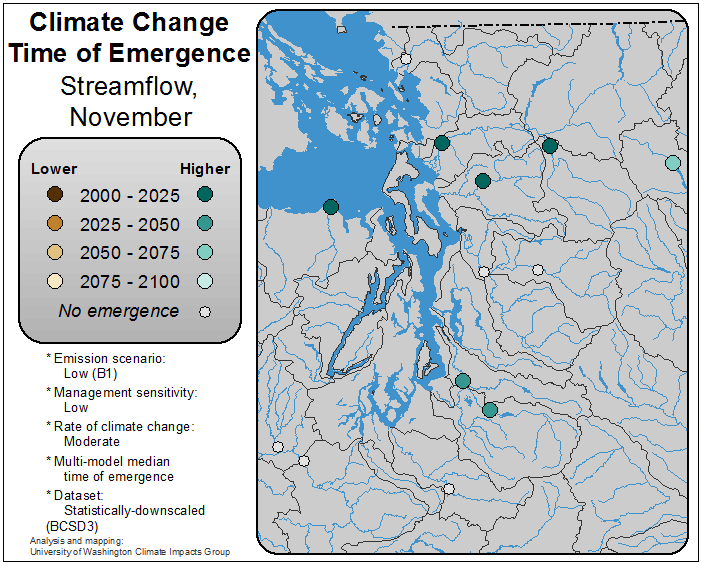 Climate Change
Time of Emergence
Streamflow,
November
Lower Higher
2000 - 2025
2025 - 2050
2050 - 2075
2075 - 2100
No emergence
* Emission scenario:
Low (B1)
* Management sensitivity:
Low
* Rate of climate change:
Moderate
* Multi-model median
time of emergence
* Dataset:
Statistically-downscaled
(BCSD3)
Analysis and mapping:
University of Washington Climate Impacts Group